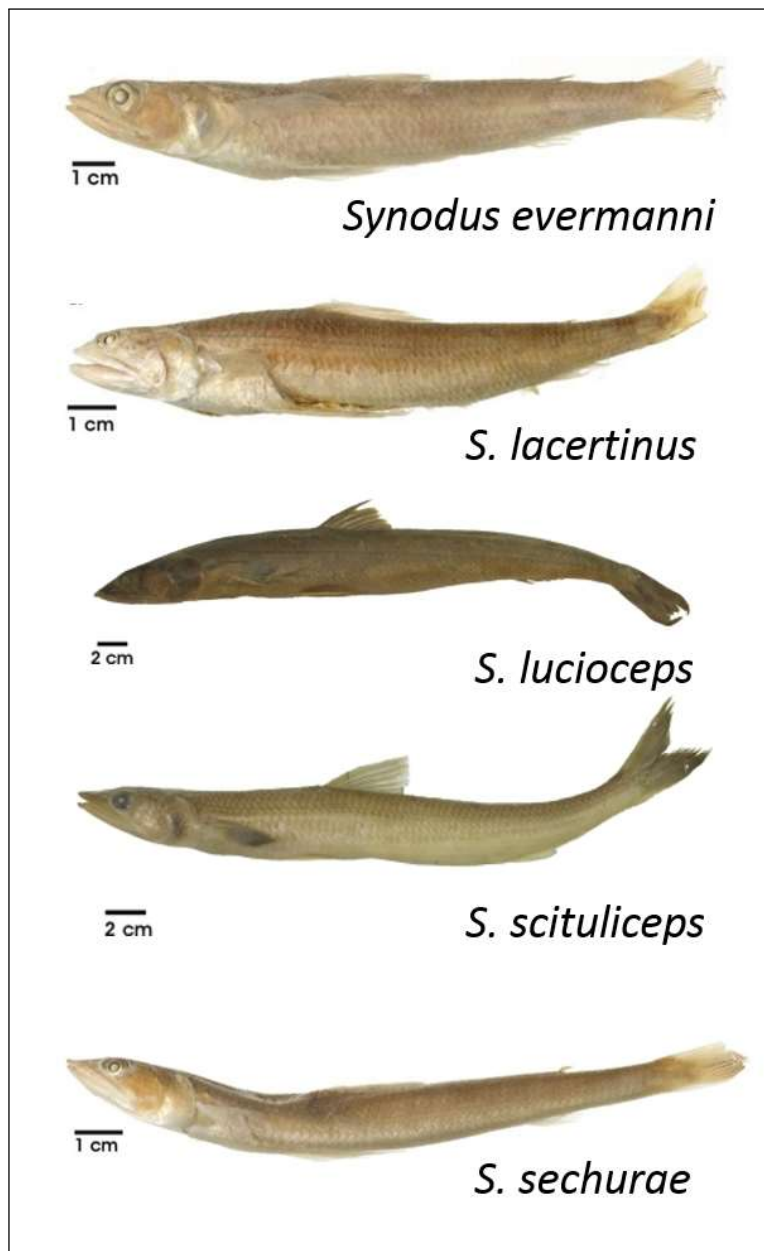 1 cm
Synodus evermanni
1 cm
S. lacertinus
2 cm
S. lucioceps
2 cm
S. scituliceps
1 cm
S. sechurae